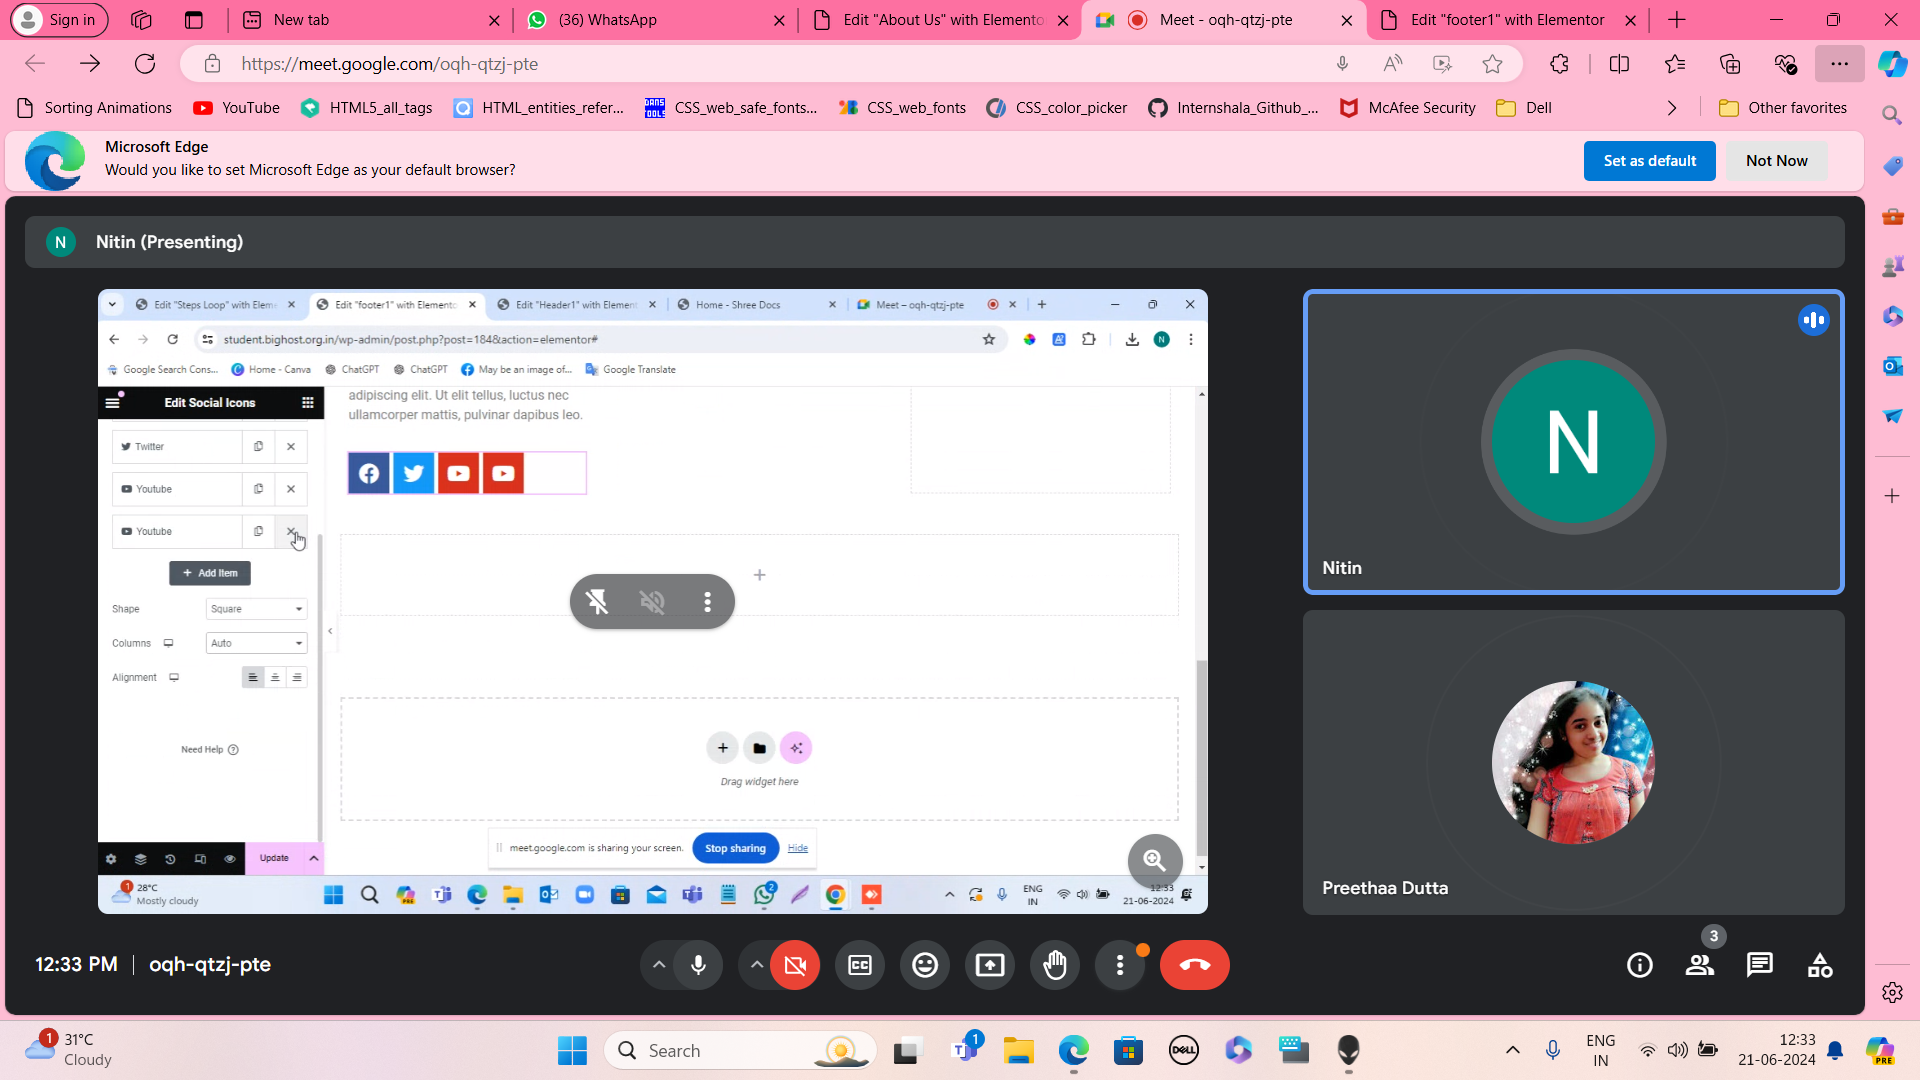 Sign in
New tab
(36) WhatsApp
Edit "About Us" with Elemento
Meet - oqh-qtzj-pte
Edit "footer1" with Elementor
https://meet.google.com/oqh-qtzj-pte
Sorting Animations
YouTube
HTML5_all_tags
HTML_entities_refer...
CSS_web_safe_fonts...
CSS_web_fonts
CSS_color_picker
Internshala_Github_...
McAfee Security
Dell
Other favorites
Microsoft Edge
Would you like to set Microsoft Edge as your default browser?
Set as default
Not Now
N
Nitin (Presenting)
Edit "Steps Loop" with Eleme
Edit "footer1" with Elemento
Edit "Header1" with Element
Home - Shree Docs
Meet – oqh-qtzj-pte
student.bighost.org.in/wp-admin/post.php?post=184&action=elementor#
N
Google Search Cons...
Home - Canva
ChatGPT
ChatGPT
May be an image of...
Google Translate
Edit Social Icons
adipiscing elit. Ut elit tellus, luctus nec
ullamcorper mattis, pulvinar dapibus leo.
Twitter
Youtube
Youtube
+ Add Item
Shape
Square
Columns
Auto
Alignment
Need Help
Drag widget here
Update
meet.google.com is sharing your screen.
Stop sharing
Hide
1
28°C
Mostly cloudy
PRE
2
ENG
IN
12:33
21-06-2024
N
Nitin
Preethaa Dutta
12:33 PM
oqh-qtzj-pte
CC
3
1
31°C
Cloudy
Search
1
DELL
ENG
IN
12:33
21-06-2024
PRE